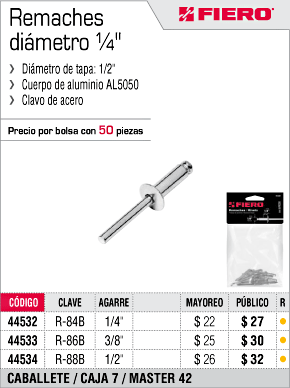 Remaches
diámetro ¼"
FIERO®
Diámetro de tapa: 1/2"
Cuerpo de aluminio AL5050
Clavo de acero
Precio por bolsa con 50 piezas
FIERO
CÓDIGO CLAVE AGARRE MAYOREO PÚBLICO R
44532 R-84B 1/4" $ 22 $ 27
44533 R-86B 3/8" $ 25 $ 30
44534 R-88B 1/2" $ 26 $ 32
CABALLETE / CAJA 7 / MASTER 42